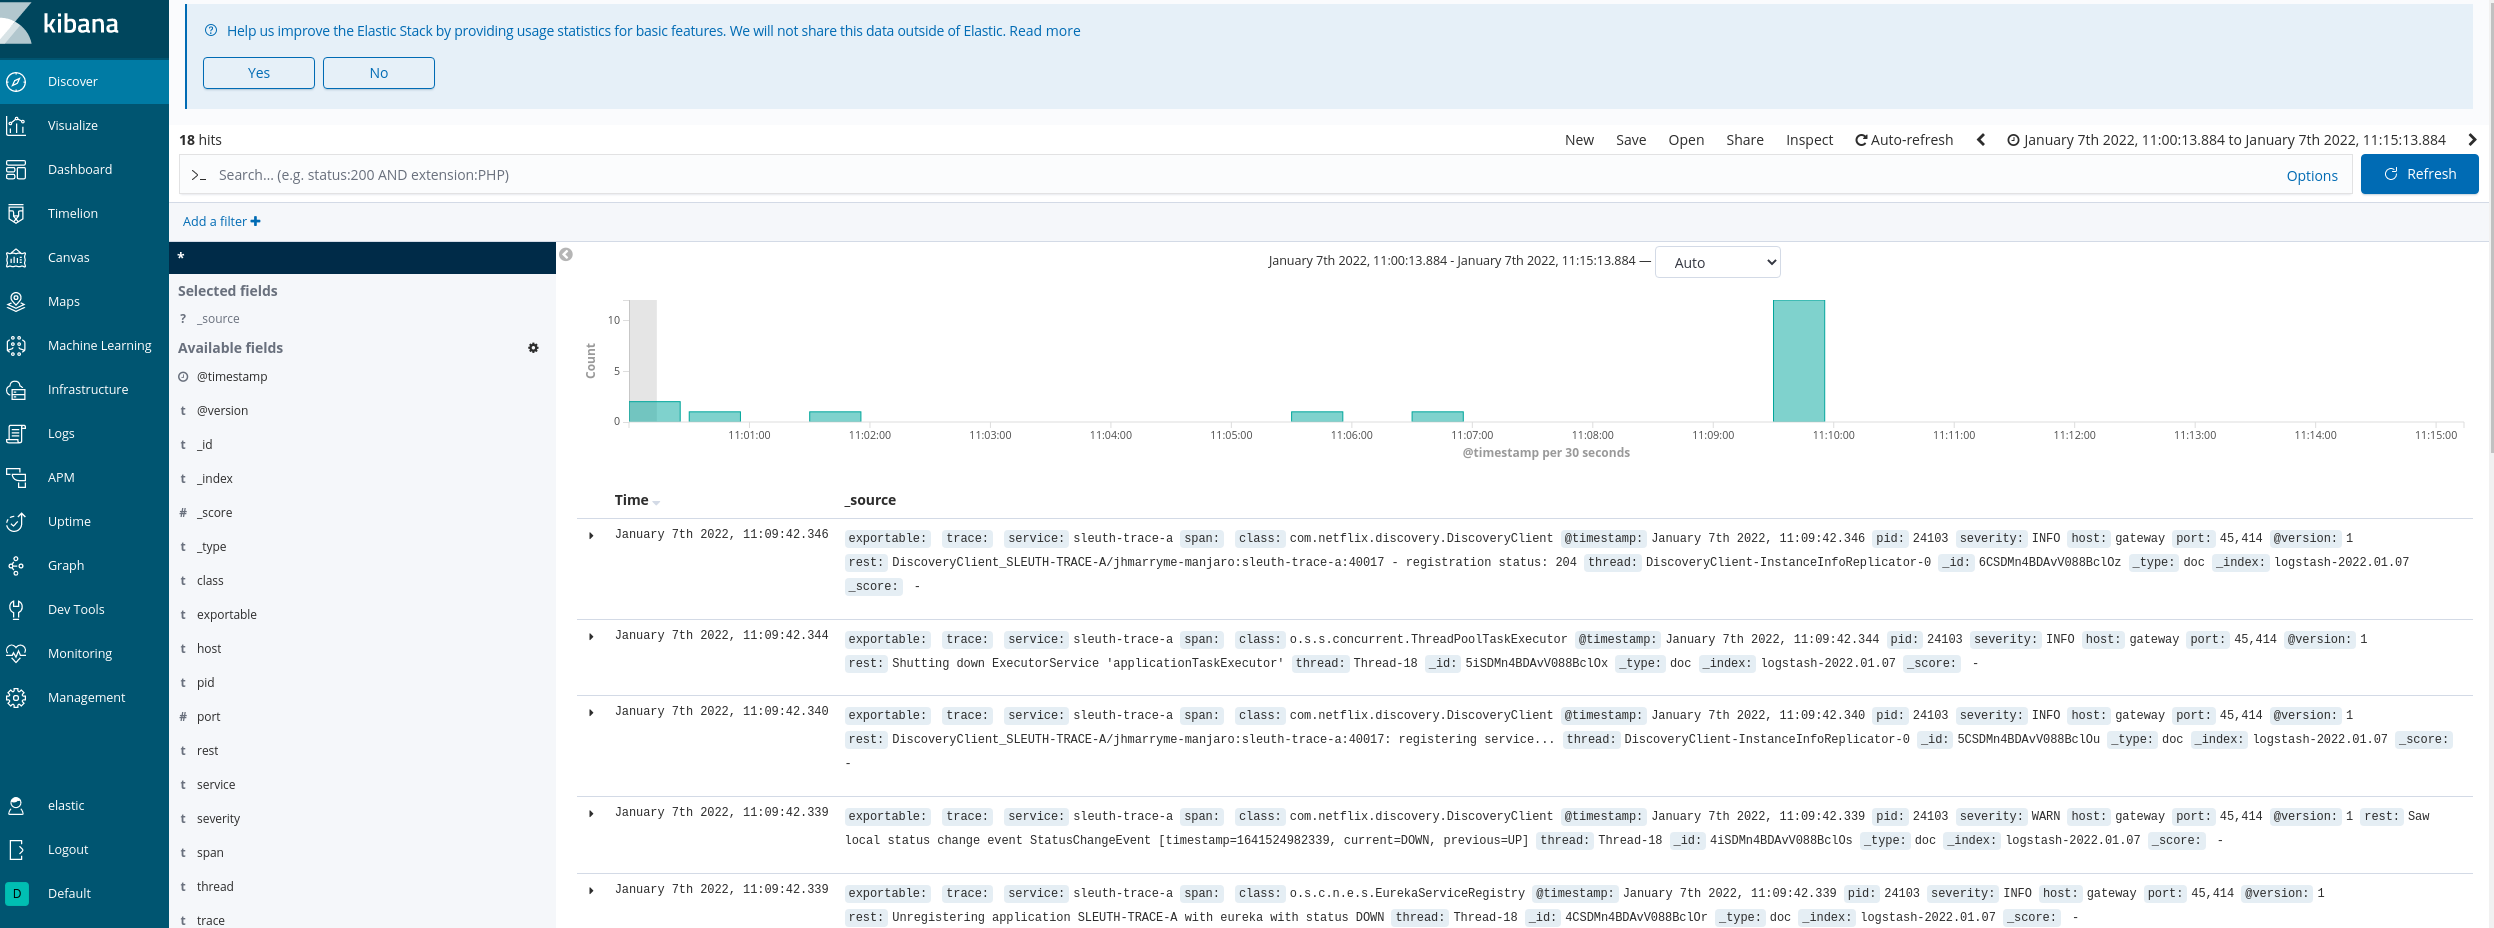 kibana
Help us improve the Elastic Stack by providing usage statistics for basic features. We will not share this data outside of Elastic. Read more
Yes No
Discover
Visualize
Dashboard
Timelion
Canvas
Maps
Machine Learning
Infrastructure
Logs
APM
Uptime
Graph
Dev Tools
Monitoring
Management
elastic
Logout
D Default
18 hits New Save Open Share Inspect Auto-refresh January 7th 2022, 11:00:13.884 to January 7th 2022, 11:15:13.884
>_ Search... (e.g. status:200 AND extension:PHP) Options Refresh
Add a filter +
*
Selected fields
? _source
Available fields
@timestamp
t @version
t _id
t _index
# _score
t _type
t class
t exportable
t host
t pid
# port
t rest
t service
t severity
t span
t thread
t trace
January 7th 2022, 11:00:13.884 - January 7th 2022, 11:15:13.884 — Auto
Count
10
5
0
11:01:00 11:02:00 11:03:00 11:04:00 11:05:00 11:06:00 11:07:00 11:08:00 11:09:00 11:10:00 11:11:00 11:12:00 11:13:00 11:14:00 11:15:00
@timestamp per 30 seconds
Time _source
January 7th 2022, 11:09:42.346 exportable: trace: service: sleuth-trace-a span: class: com.netflix.discovery.DiscoveryClient @timestamp: January 7th 2022, 11:09:42.346 pid: 24103 severity: INFO host: gateway port: 45,414 @version: 1
rest: DiscoveryClient_SLEUTH-TRACE-A/jhmarryme-manjaro:sleuth-trace-a:40017 - registration status: 204 thread: DiscoveryClient-InstanceInfoReplicator-0 _id: 6CSDMn4BDAvV088BclOz _type: doc _index: logstash-2022.01.07
_score: -
January 7th 2022, 11:09:42.344 exportable: trace: service: sleuth-trace-a span: class: o.s.s.concurrent.ThreadPoolTaskExecutor @timestamp: January 7th 2022, 11:09:42.344 pid: 24103 severity: INFO host: gateway port: 45,414 @version: 1
rest: Shutting down ExecutorService 'applicationTaskExecutor' thread: Thread-18 _id: 5iSDMn4BDAvV088BclOx _type: doc _index: logstash-2022.01.07 _score: -
January 7th 2022, 11:09:42.340 exportable: trace: service: sleuth-trace-a span: class: com.netflix.discovery.DiscoveryClient @timestamp: January 7th 2022, 11:09:42.340 pid: 24103 severity: INFO host: gateway port: 45,414 @version: 1
rest: DiscoveryClient_SLEUTH-TRACE-A/jhmarryme-manjaro:sleuth-trace-a:40017: registering service... thread: DiscoveryClient-InstanceInfoReplicator-0 _id: 5CSDMn4BDAvV088BclOu _type: doc _index: logstash-2022.01.07 _score:
-
January 7th 2022, 11:09:42.339 exportable: trace: service: sleuth-trace-a span: class: com.netflix.discovery.DiscoveryClient @timestamp: January 7th 2022, 11:09:42.339 pid: 24103 severity: WARN host: gateway port: 45,414 @version: 1 rest: Saw
local status change event StatusChangeEvent [timestamp=1641524982339, current=DOWN, previous=UP] thread: Thread-18 _id: 4iSDMn4BDAvV088BclOs _type: doc _index: logstash-2022.01.07 _score: -
January 7th 2022, 11:09:42.339 exportable: trace: service: sleuth-trace-a span: class: o.s.c.n.e.s.EurekaServiceRegistry @timestamp: January 7th 2022, 11:09:42.339 pid: 24103 severity: INFO host: gateway port: 45,414 @version: 1
rest: Unregistering application SLEUTH-TRACE-A with eureka with status DOWN thread: Thread-18 _id: 4CSDMn4BDAvV088BclOr _type: doc _index: logstash-2022.01.07 _score: -